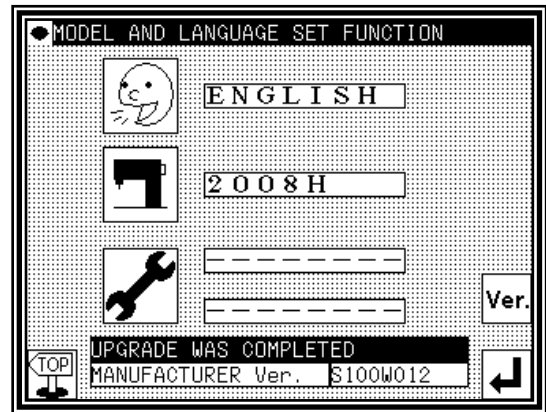 MODEL AND LANGUAGE SET FUNCTION
ENGLISH
2008H
--------
--------
Ver.
UPGRADE WAS COMPLETED
TOP
MANUFACTURER Ver. S100W012